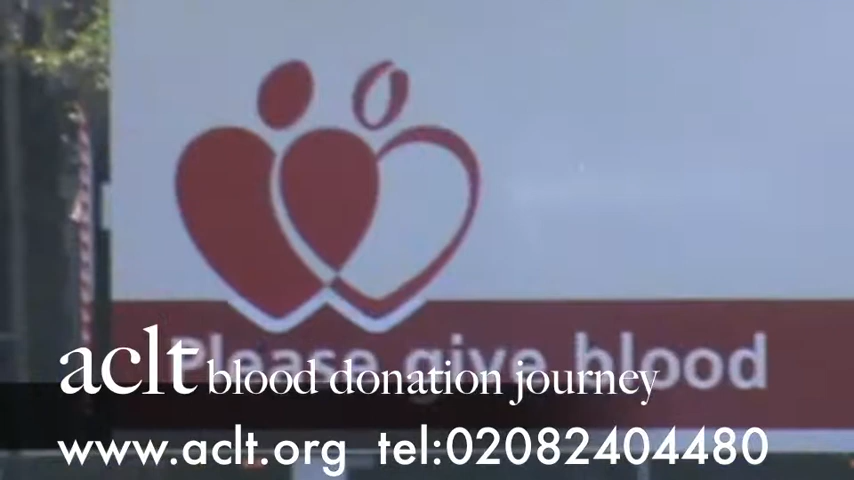 Please give blood
aclt blood donation journey
www.aclt.org tel:02082404480